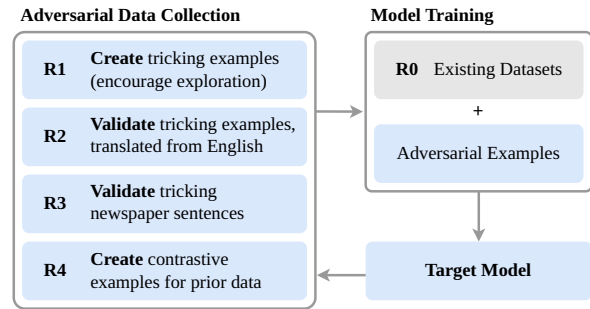 Adversarial Data Collection
R1 Create tricking examples
(encourage exploration)
R2 Validate tricking examples,
translated from English
R3 Validate tricking
newspaper sentences
R4 Create contrastive
examples for prior data
Model Training
R0 Existing Datasets
+
Adversarial Examples
Target Model